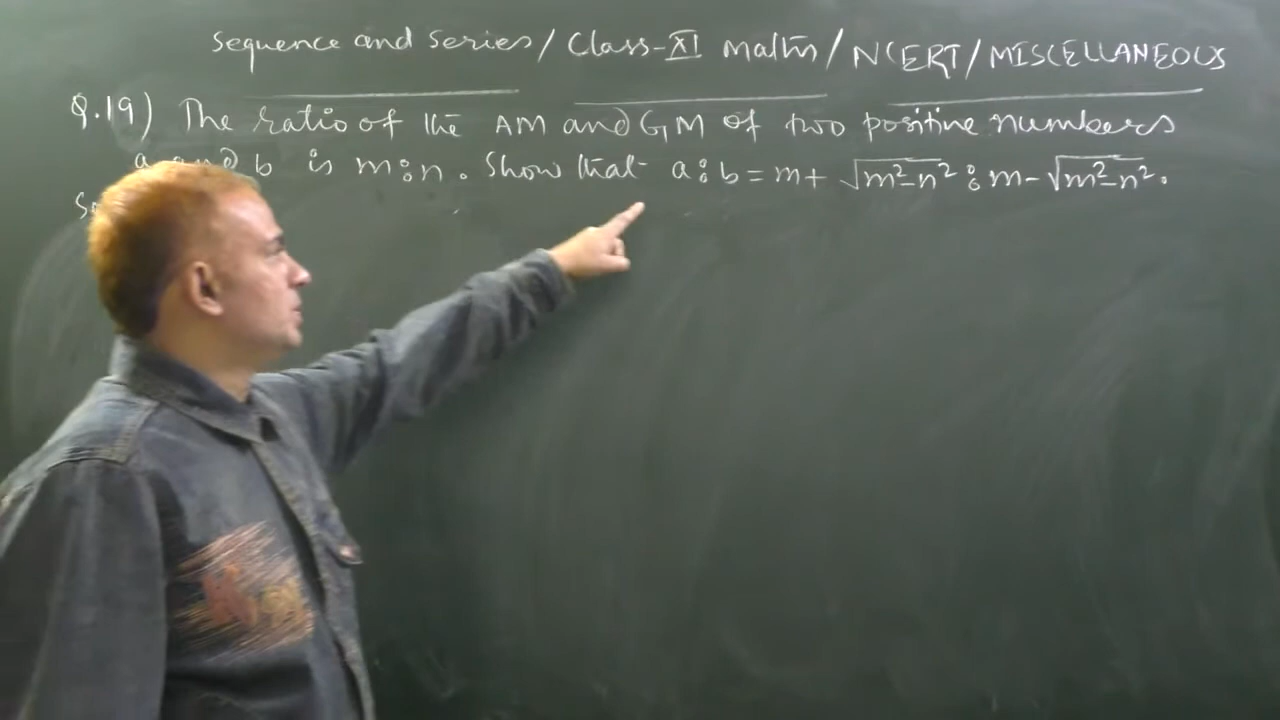 Sequence and Series / Class-XI Maths / NCERT / MISCELLANEOUS
Q.19) The ratio of the AM and GM of two positive numbers
a and b is m:n. Show that a:b = m+ √m²-n² : m-√m²-n².